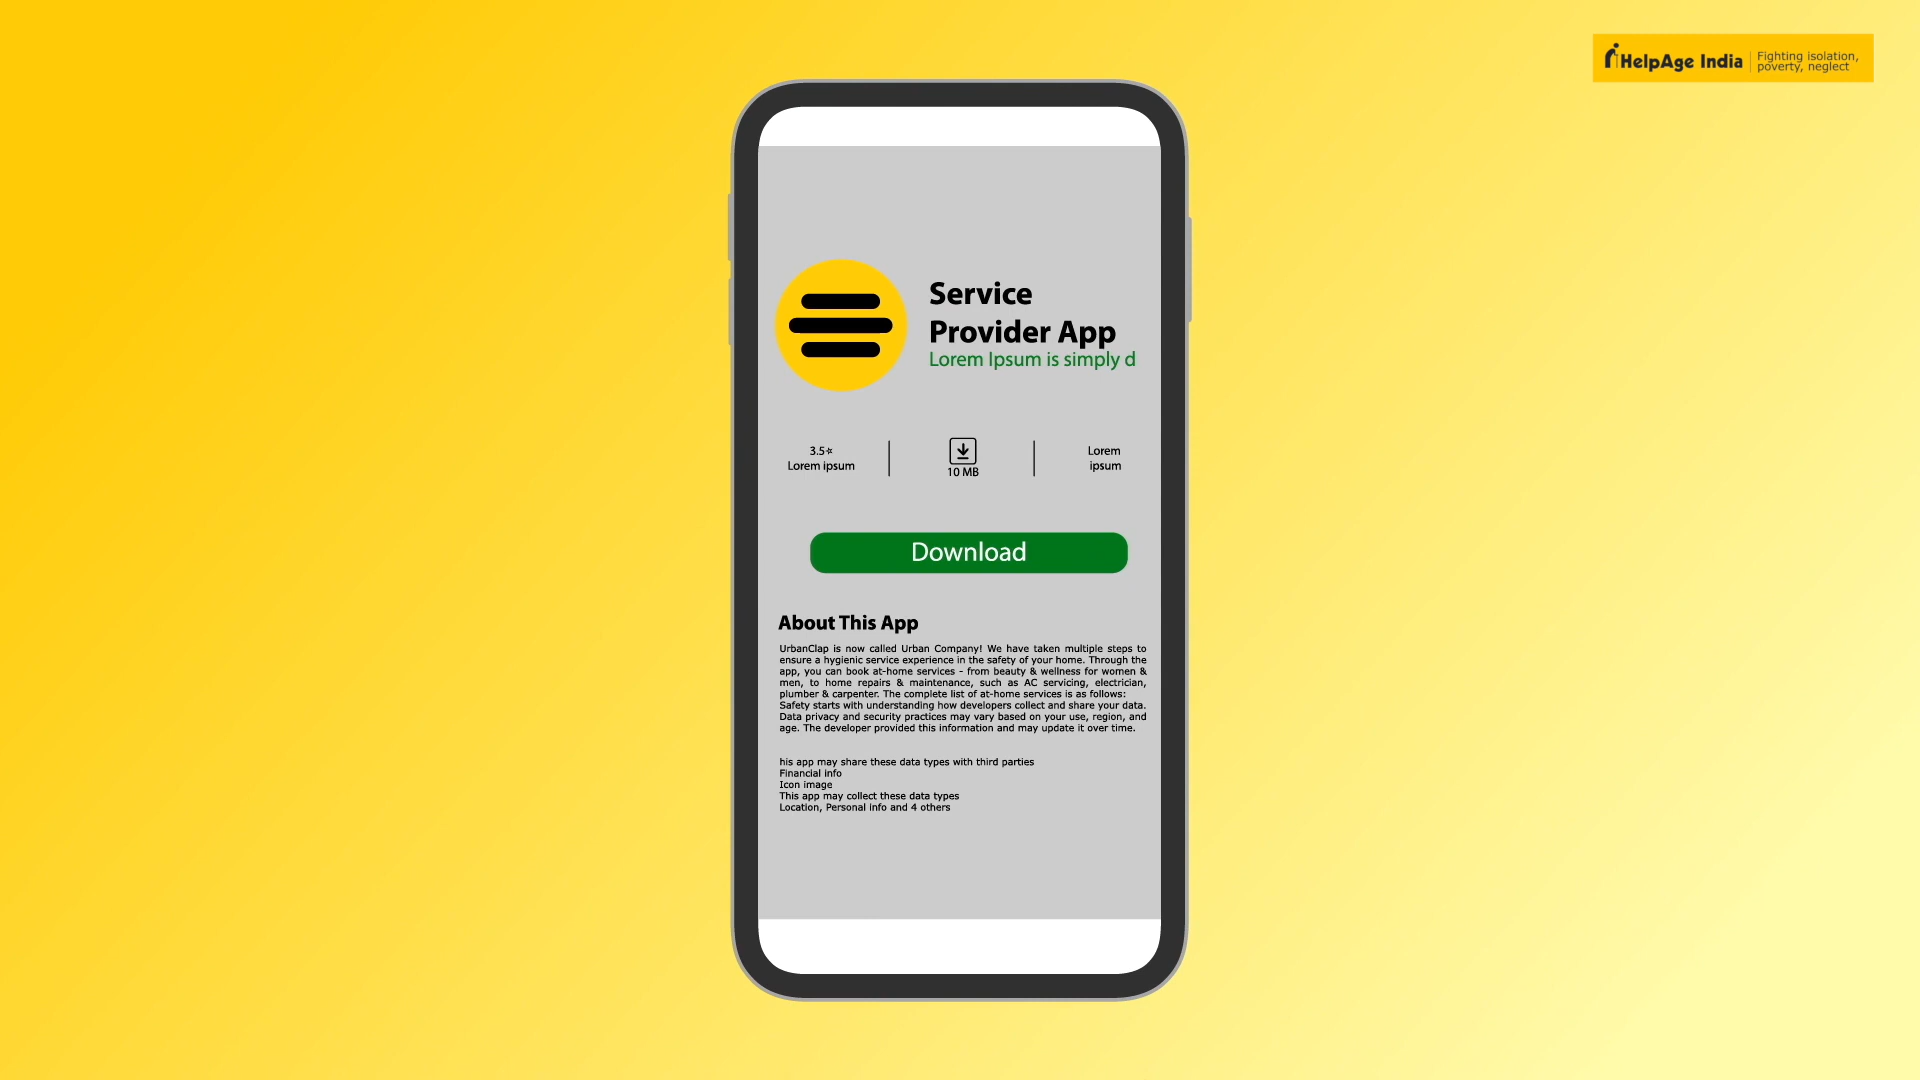 HelpAge India
Fighting isolation,
poverty, neglect
Service
Provider App
Lorem Ipsum is simply d
3.5
Lorem ipsum
10 MB
Lorem
ipsum
Download
About This App
UrbanClap is now called Urban Company! We have taken multiple steps to
ensure a hygienic service experience in the safety of your home. Through the
app, you can book at-home services - from beauty & wellness for women &
men, to home repairs & maintenance, such as AC servicing, electrician,
plumber & carpenter. The complete list of at-home services is as follows:
Safety starts with understanding how developers collect and share your data.
Data privacy and security practices may vary based on your use, region, and
age. The developer provided this information and may update it over time.
his app may share these data types with third parties
Financial info
Icon image
This app may collect these data types
Location, Personal info and 4 others